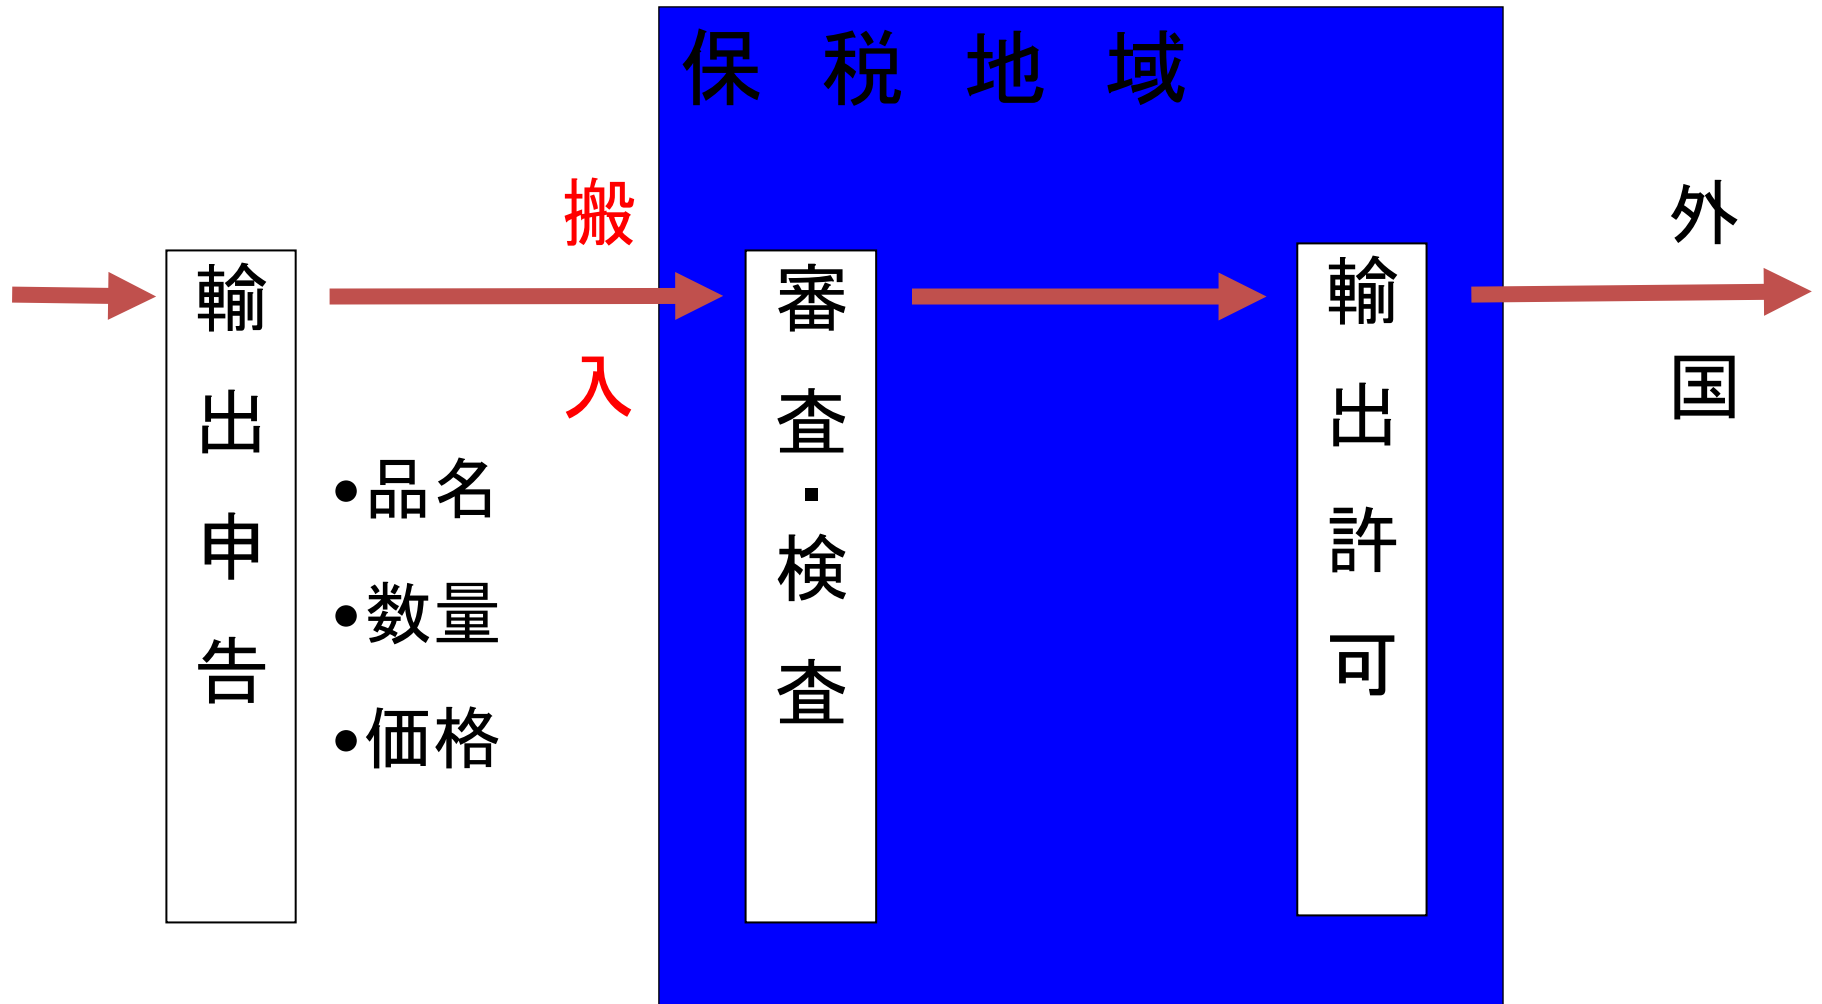 保税地域
輸出申告
•品名
•数量
•価格
搬入
審査・検査
輸出許可
外国